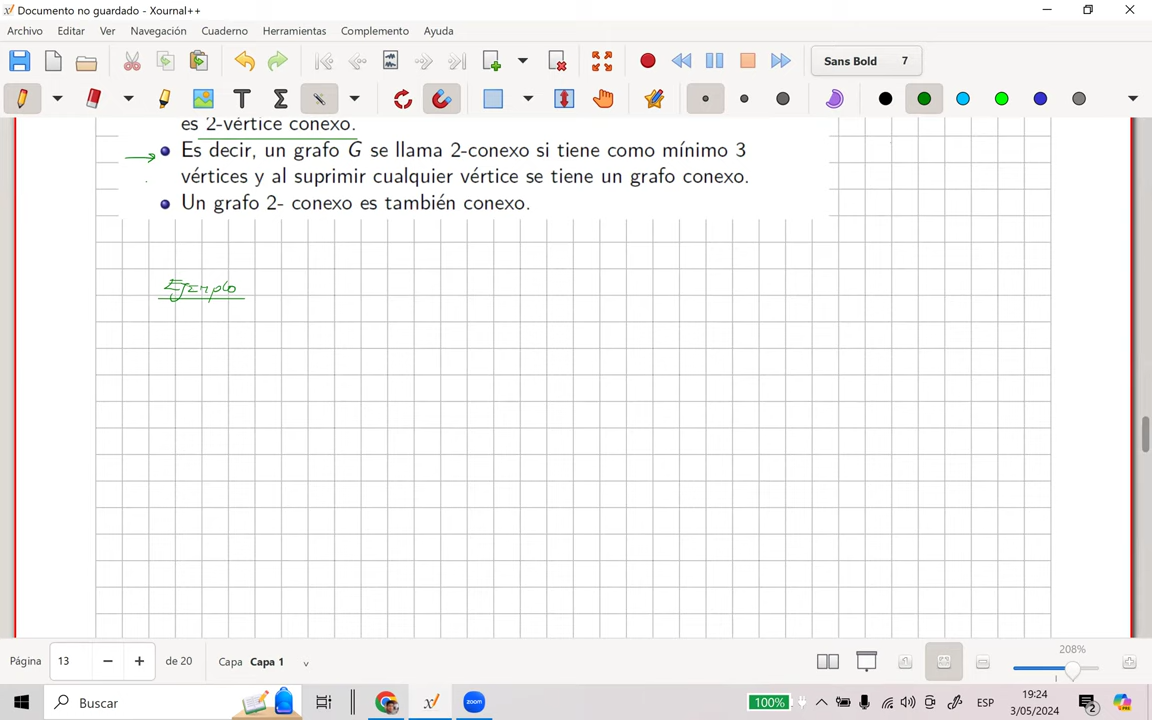 Documento no guardado - Xournal++
Archivo Editar Ver Navegación Cuaderno Herramientas Complemento Ayuda
Sans Bold 7
es 2-vértice conexo.
Es decir, un grafo G se llama 2-conexo si tiene como mínimo 3
vértices y al suprimir cualquier vértice se tiene un grafo conexo.
Un grafo 2- conexo es también conexo.
Ejemplo
208%
Página 13 de 20 Capa Capa 1
Buscar
100% ESP
19:24
3/05/2024
2
zoom